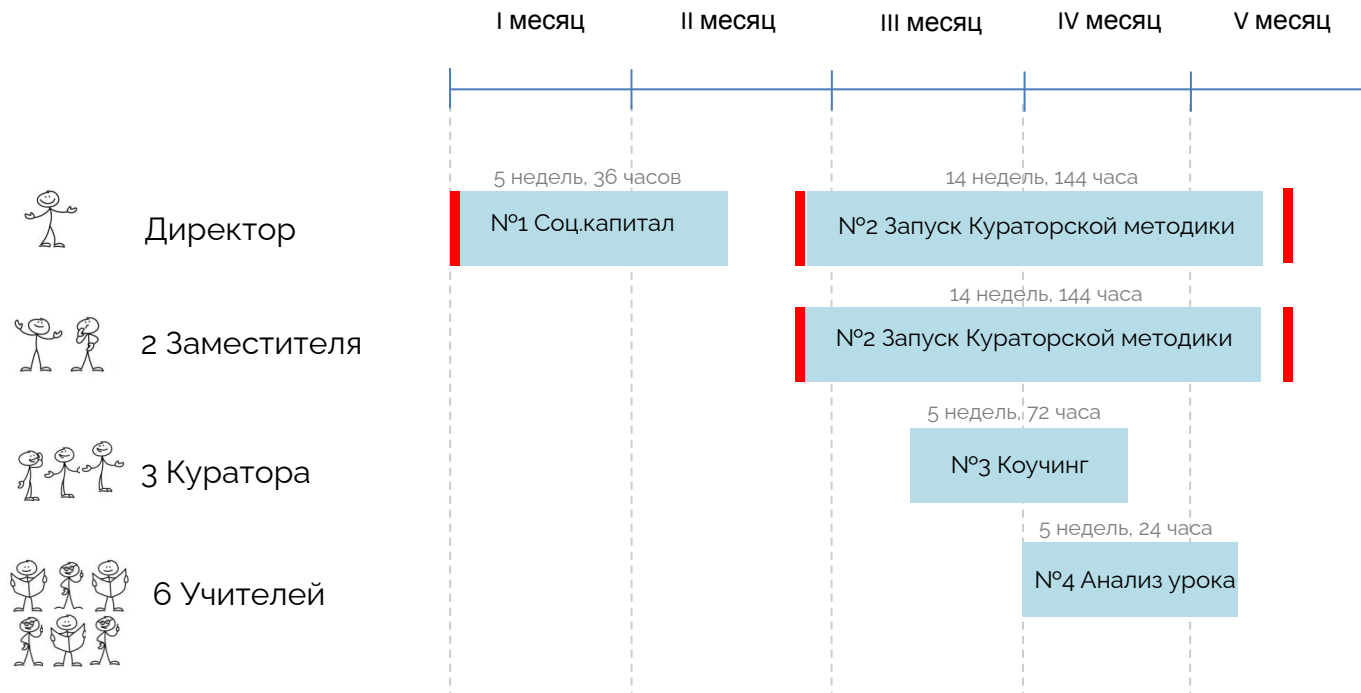 I месяц
II месяц
III месяц
IV месяц
V месяц
5 недель, 36 часов
14 недель, 144 часа
Директор
№1 Соц.капитал
№2 Запуск Кураторской методики
14 недель, 144 часа
2 Заместителя
№2 Запуск Кураторской методики
5 недель, 72 часа
3 Куратора
№3 Коучинг
5 недель, 24 часа
6 Учителей
№4 Анализ урока